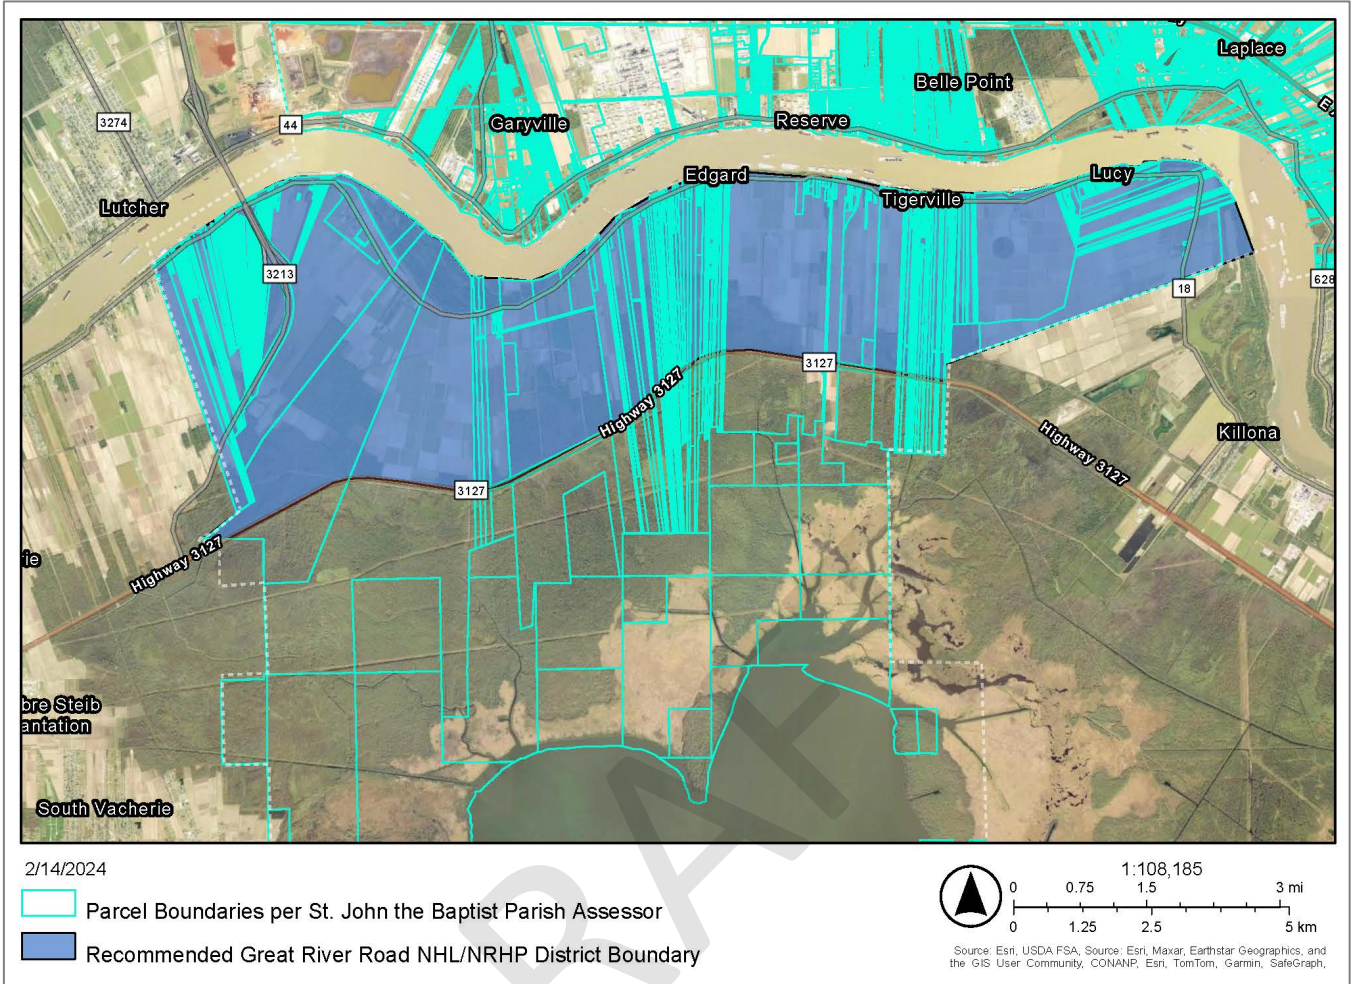 Laplace
Belle Point
3274
44
Garyville
Reserve
Edgard
Lucy
Tigerville
Lutcher
3213
628
18
3127
Highway 3127
Highway 3127
Killona
3127
Highway 3127
bre Steib
antation
South Vacherie
2/14/2024
1:108,185
0 0.75 1.5 3 mi
0 1.25 2.5 5 km
Parcel Boundaries per St. John the Baptist Parish Assessor
Recommended Great River Road NHL/NRHP District Boundary
Source: Esri, USDA FSA, Source: Esri, Maxar, Earthstar Geographics, and
the GIS User Community, CONANP, Esri, TomTom, Garmin, SafeGraph,